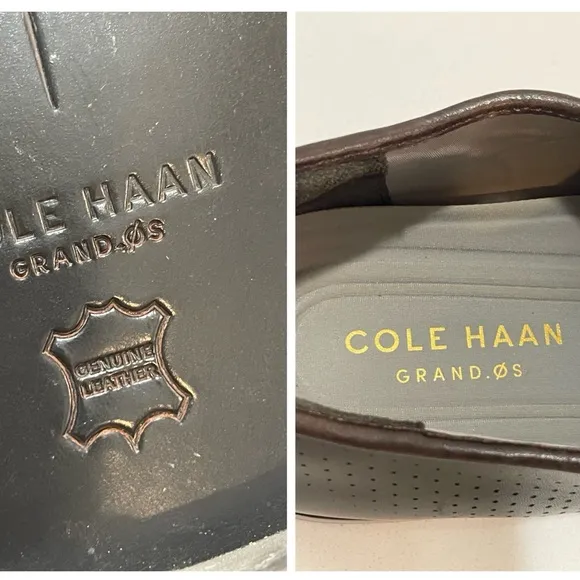 OLE HAAN
GRAND.ØS
GENUINE
LEATHER
COLE HAAN
GRAND.ØS